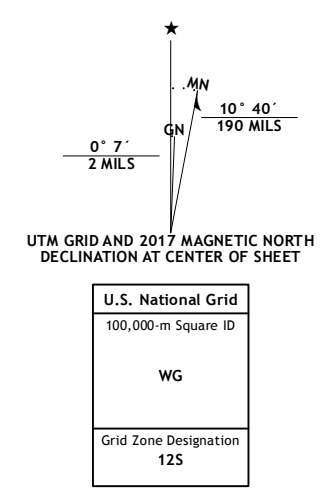 ★
MN
10° 40´
190 MILS
GN
0° 7´
2 MILS
UTM GRID AND 2017 MAGNETIC NORTH
DECLINATION AT CENTER OF SHEET
U.S. National Grid
100,000-m Square ID
WG
Grid Zone Designation
12S